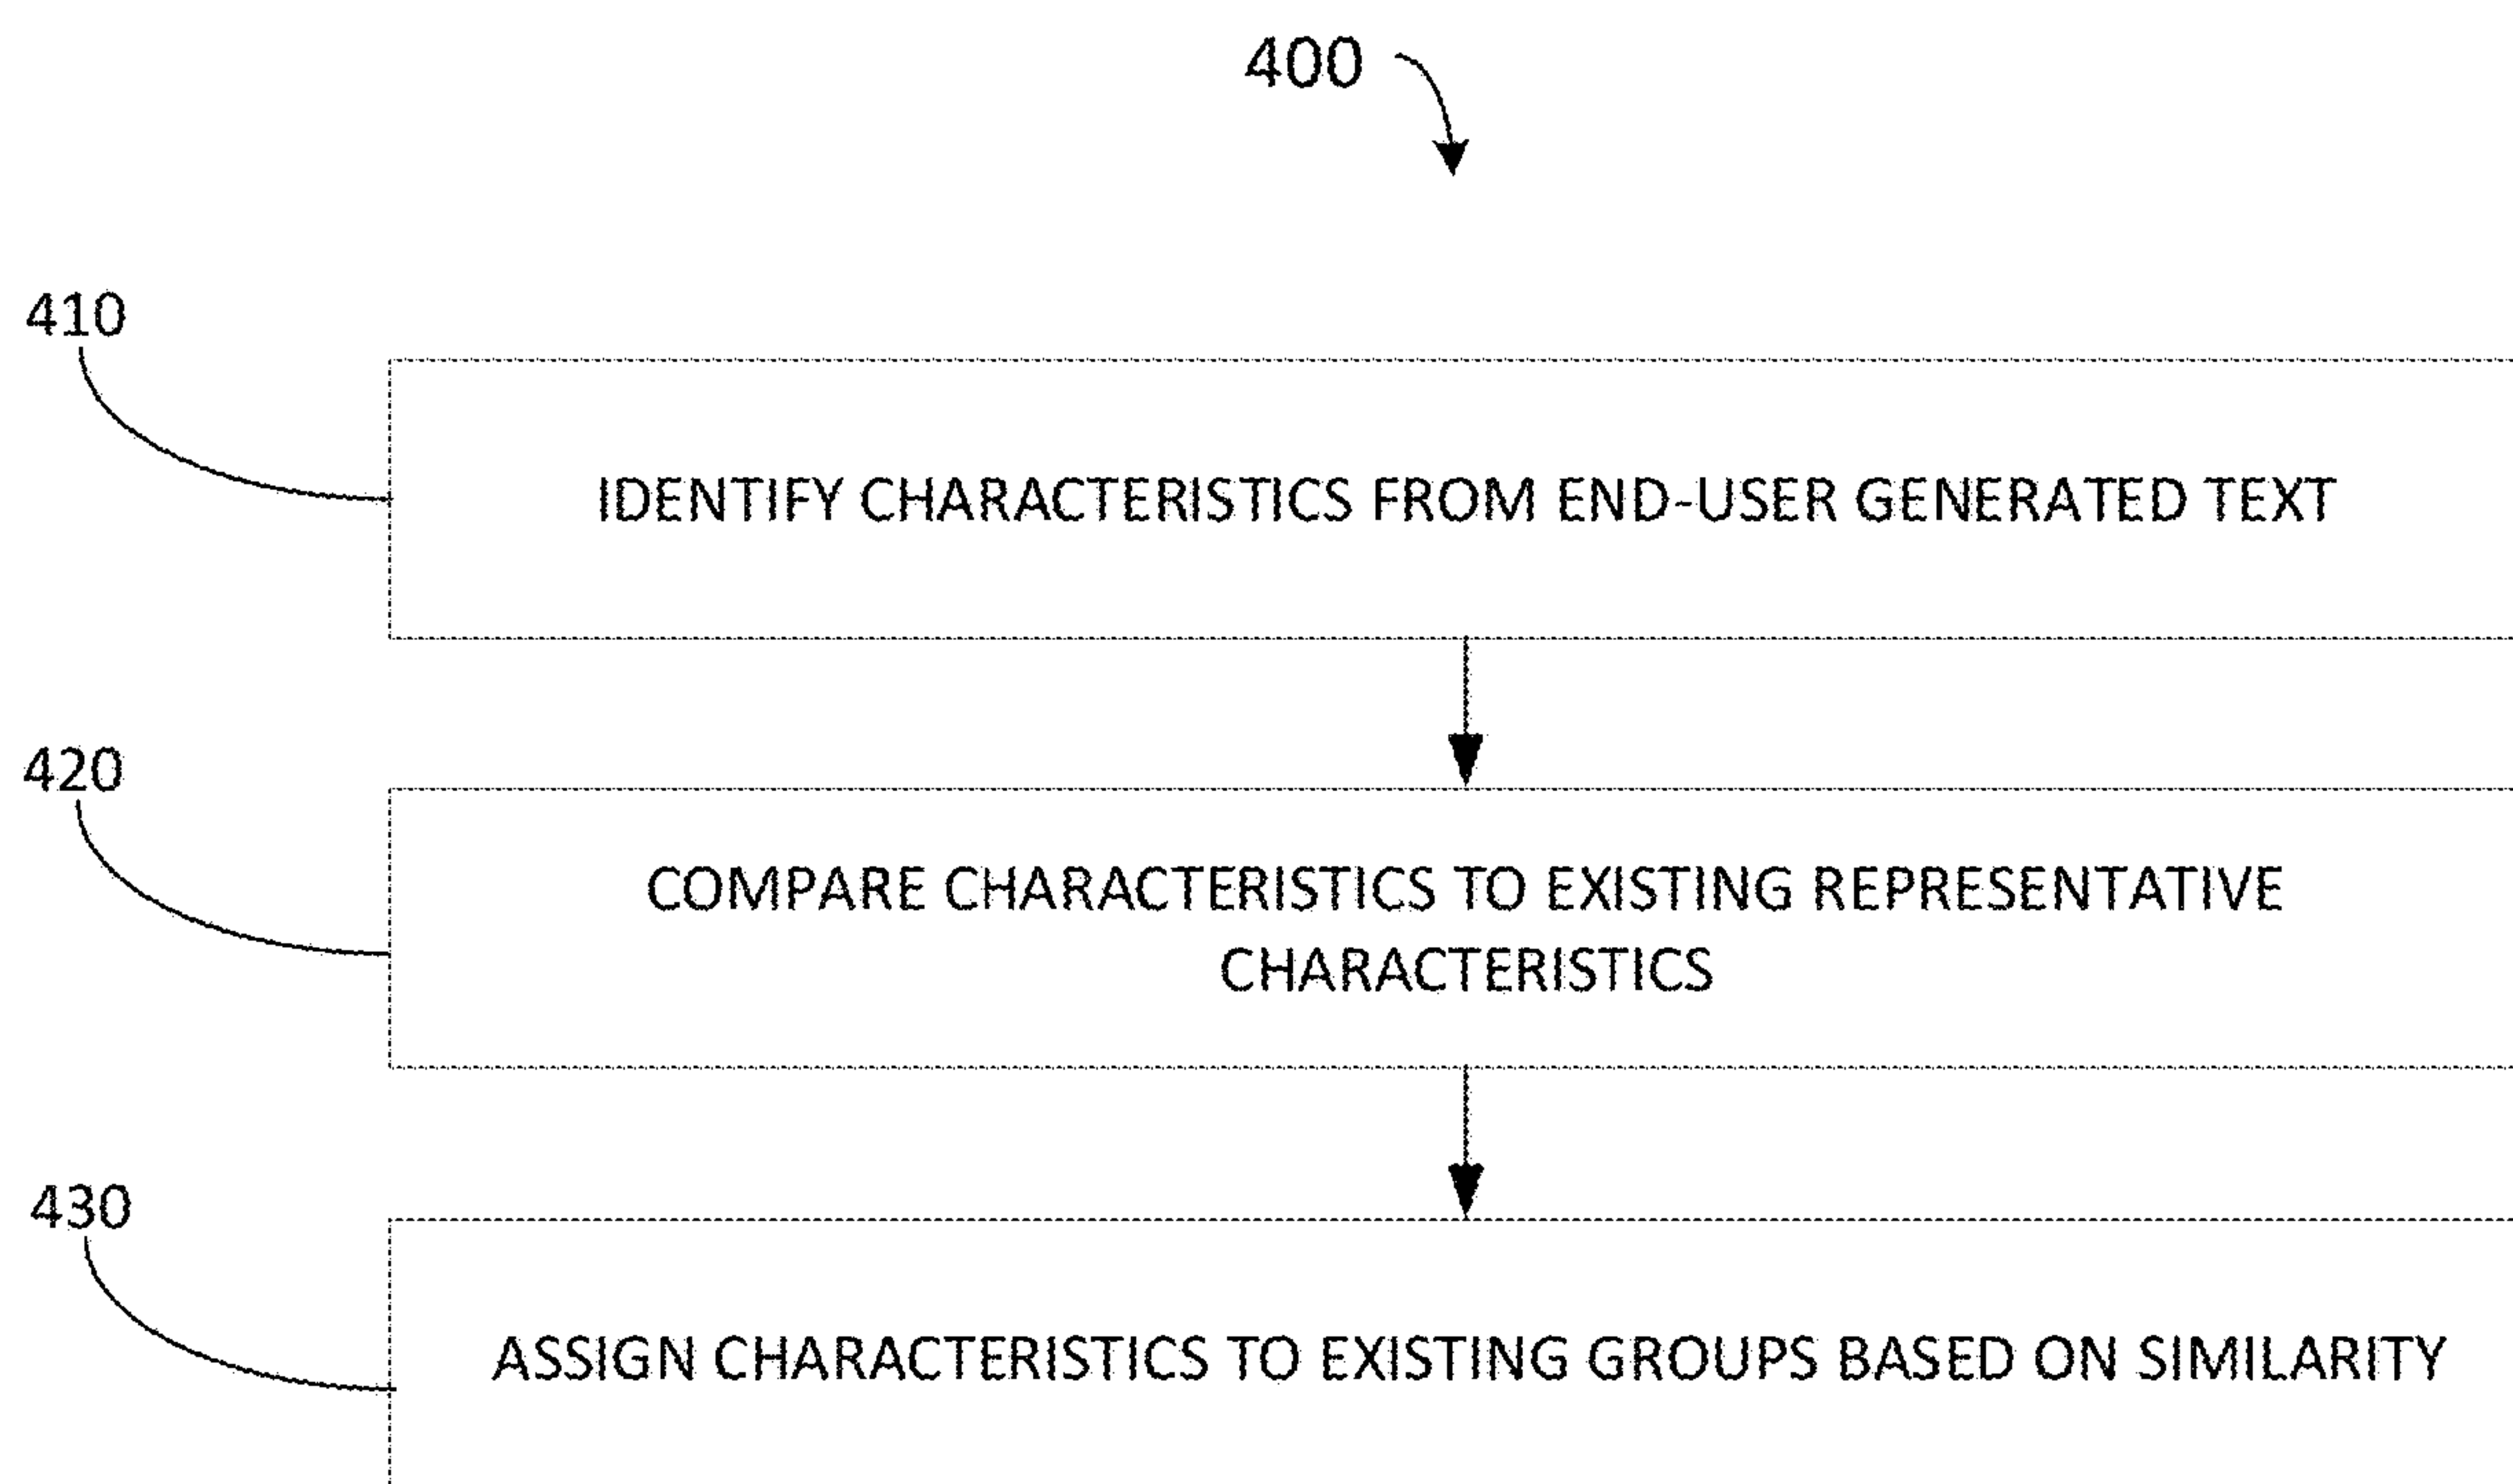 400
410
IDENTIFY CHARACTERISTICS FROM END-USER GENERATED TEXT
420
COMPARE CHARACTERISTICS TO EXISTING REPRESENTATIVE
CHARACTERISTICS
430
ASSIGN CHARACTERISTICS TO EXISTING GROUPS BASED ON SIMILARITY